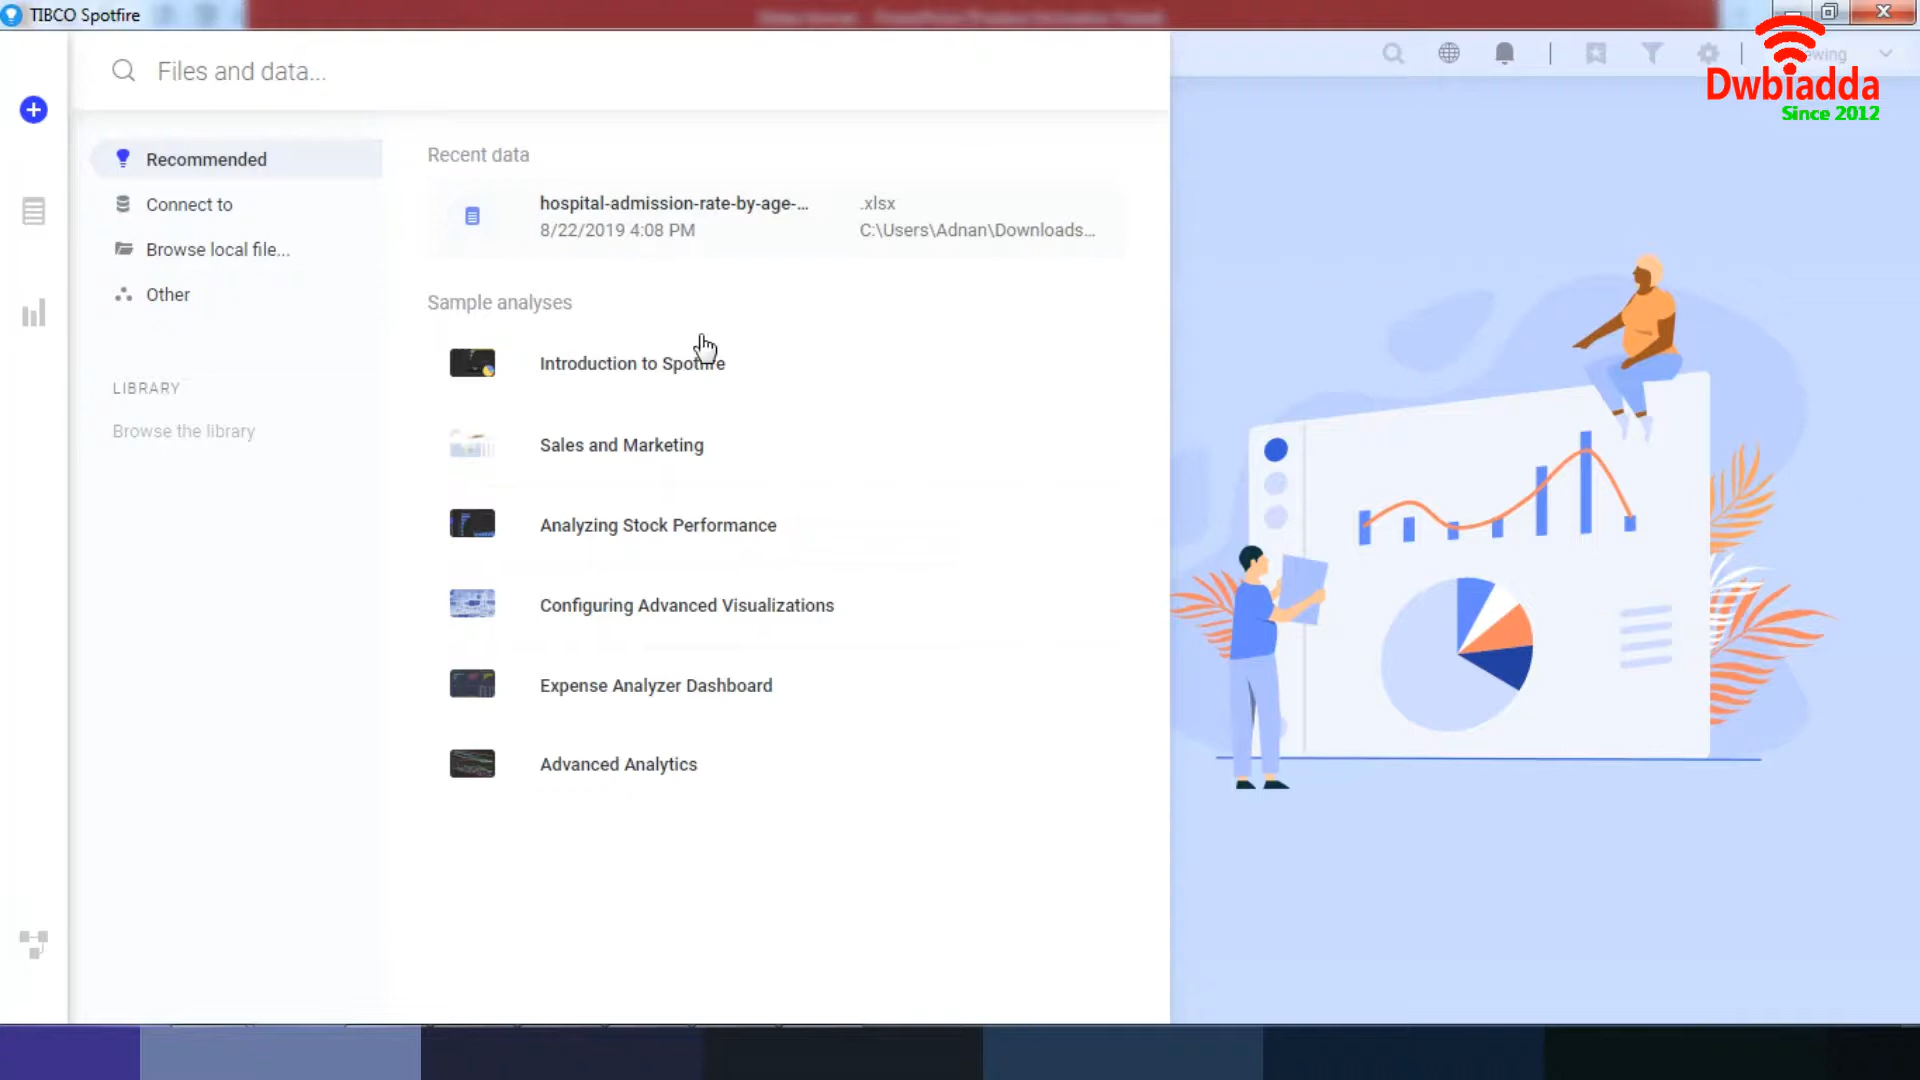 TIBCO Spotfire
Files and data...
Dwbiadda
Since 2012
Recommended
Connect to
Browse local file...
Other
LIBRARY
Browse the library
Recent data
hospital-admission-rate-by-age-...
.xlsx
8/22/2019 4:08 PM
C:\Users\Adnan\Downloads...
Sample analyses
Introduction to Spotfire
Sales and Marketing
Analyzing Stock Performance
Configuring Advanced Visualizations
Expense Analyzer Dashboard
Advanced Analytics